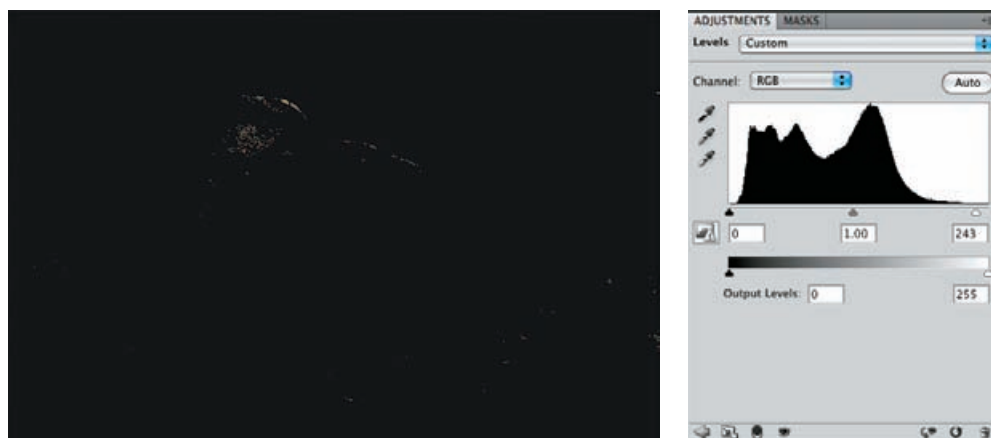 ADJUSTMENTS MASKS
Levels Custom
Channel: RGB Auto
0 1.00 243
Output Levels: 0 255